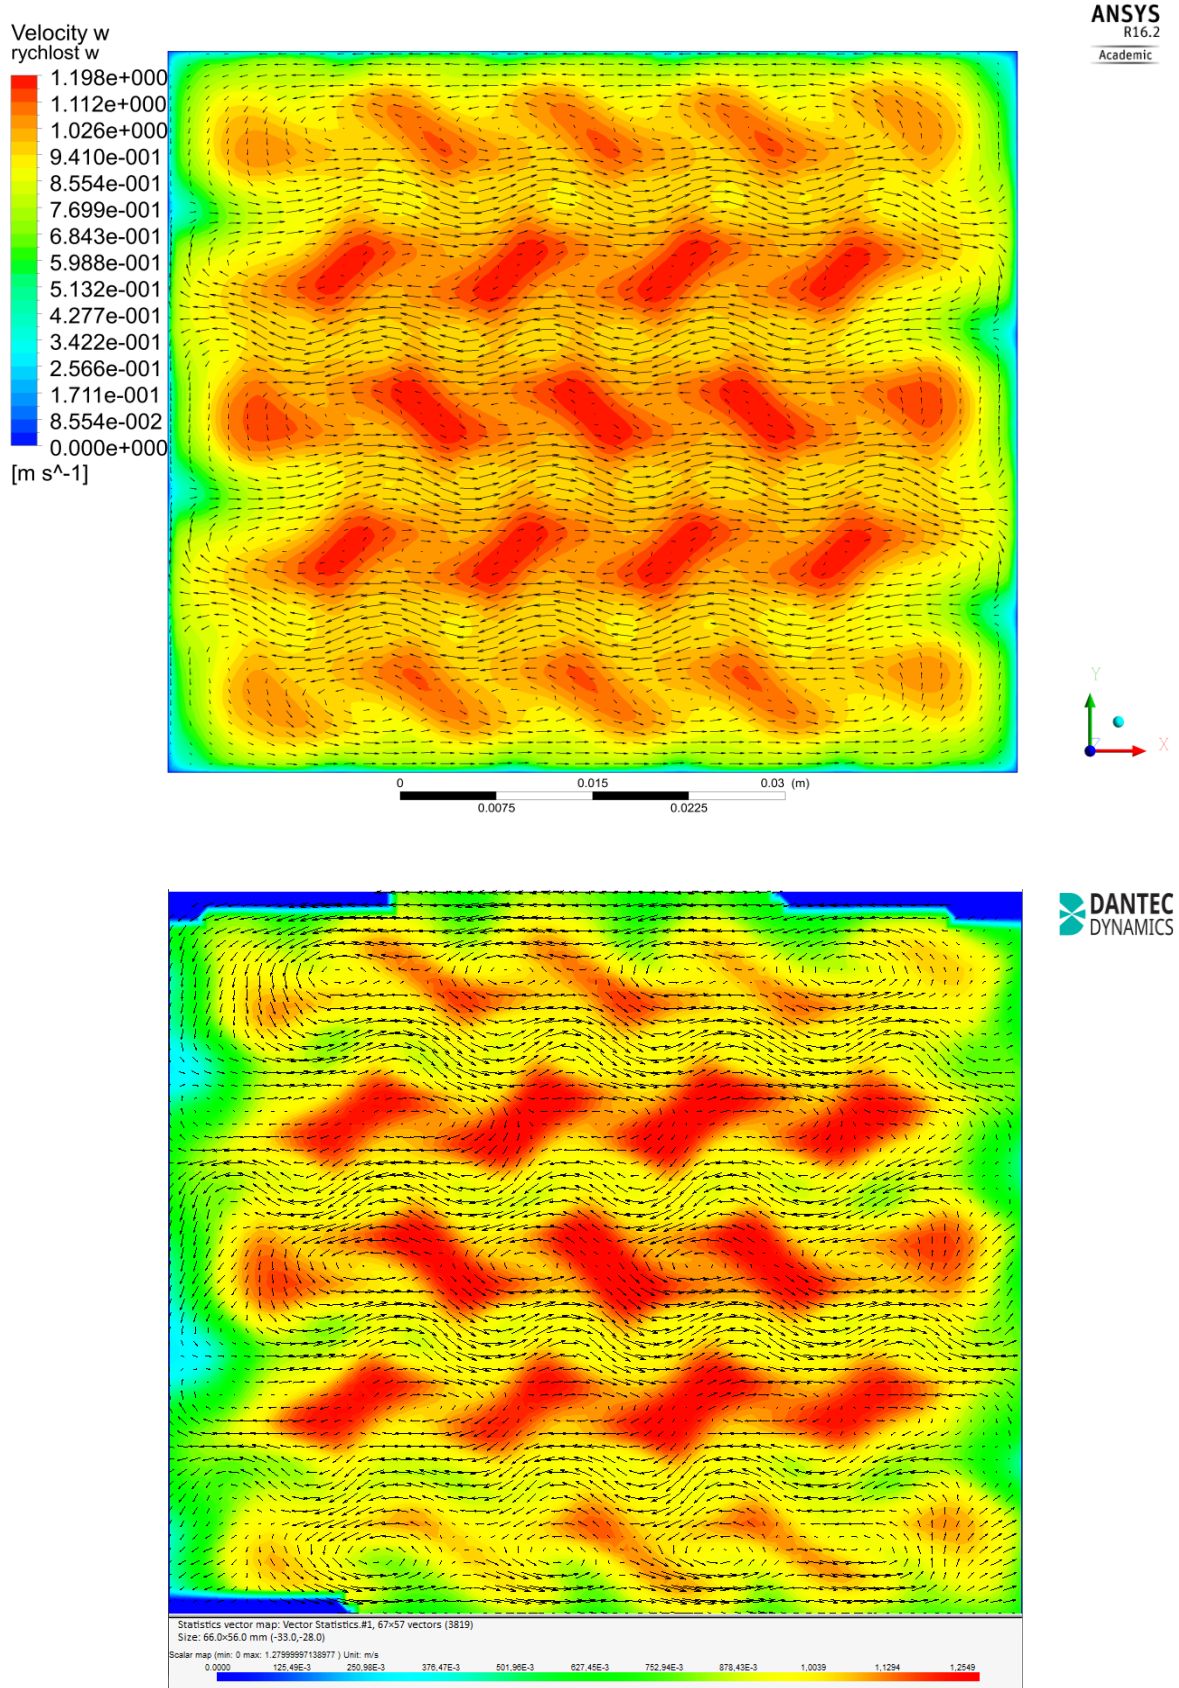 Velocity w
rychlost w
1.198e+000
1.112e+000
1.026e+000
9.410e-001
8.554e-001
7.699e-001
6.843e-001
5.988e-001
5.132e-001
4.277e-001
3.422e-001
2.566e-001
1.711e-001
8.554e-002
0.000e+000
[m s^-1]
ANSYS
R16.2
Academic
Y
X
0 0.015 0.03 (m)
0.0075 0.0225
DANTEC
DYNAMICS
Statistics vector map: Vector Statistics.#1, 67×57 vectors (3819)
Size: 66.0×56.0 mm (-33.0,-28.0)
Scalar map (min: 0 max: 1.27999997138977 ) Unit: m/s
0.0000 125,49E-3 250,98E-3 376,47E-3 501,96E-3 627,45E-3 752,94E-3 878,43E-3 1,0039 1,1294 1,2549